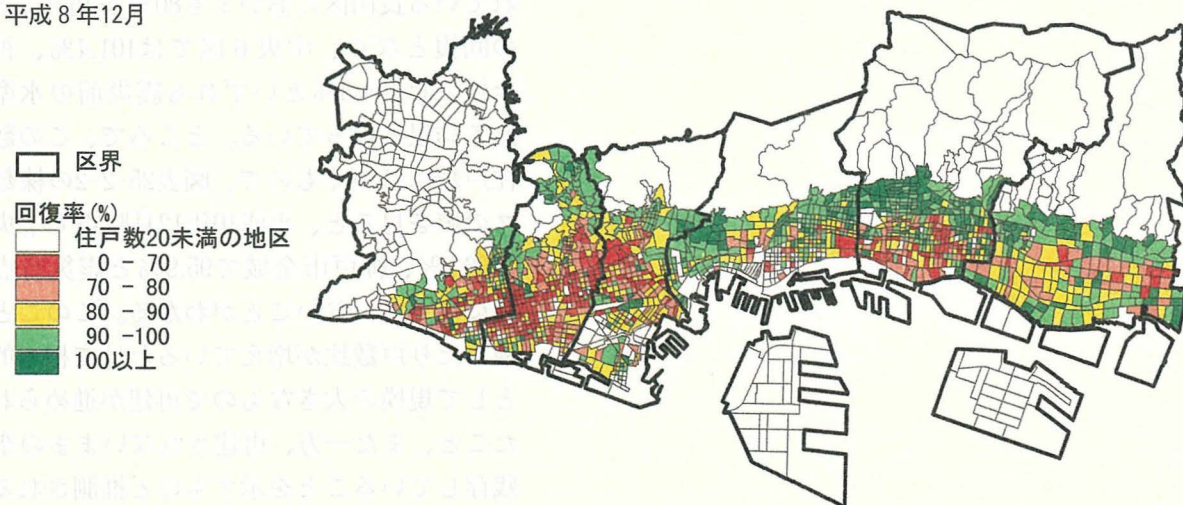 平成8年12月
区界
回復率(%)
住戸数20未満の地区
0 - 70
70 - 80
80 - 90
90 -100
100以上